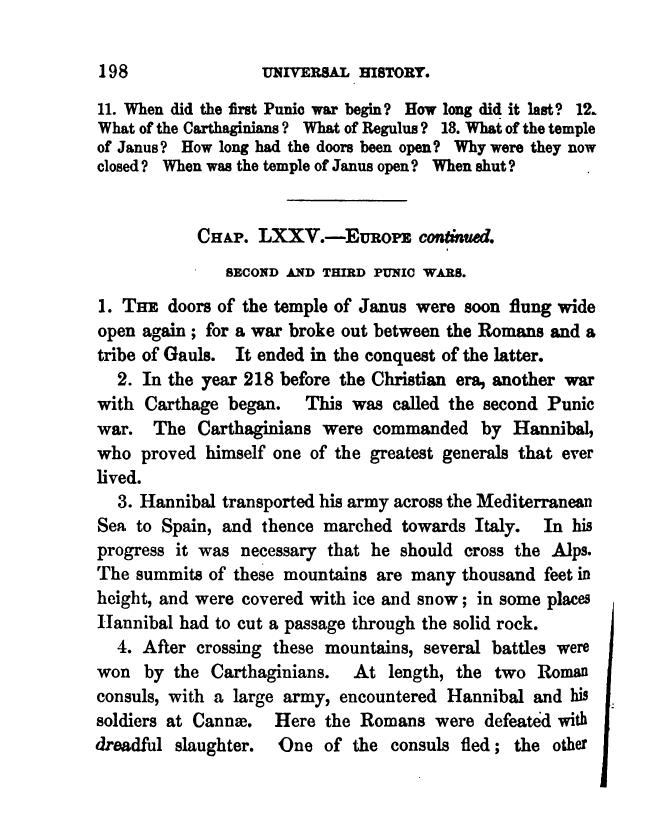 198 UNIVERSAL HISTORY.
11. When did the first Punic war begin? How long did it last? 12.
What of the Carthaginians? What of Regulus? 13. What of the temple
of Janus? How long had the doors been open? Why were they now
closed? When was the temple of Janus open? When shut?
CHAP. LXXV.—EUROPE continued.
SECOND AND THIRD PUNIC WARS.
1. THE doors of the temple of Janus were soon flung wide
open again; for a war broke out between the Romans and a
tribe of Gauls. It ended in the conquest of the latter.
2. In the year 218 before the Christian era, another war
with Carthage began. This was called the second Punic
war. The Carthaginians were commanded by Hannibal,
who proved himself one of the greatest generals that ever
lived.
3. Hannibal transported his army across the Mediterranean
Sea to Spain, and thence marched towards Italy. In his
progress it was necessary that he should cross the Alps.
The summits of these mountains are many thousand feet in
height, and were covered with ice and snow; in some places
Hannibal had to cut a passage through the solid rock.
4. After crossing these mountains, several battles were
won by the Carthaginians. At length, the two Roman
consuls, with a large army, encountered Hannibal and his
soldiers at Cannæ. Here the Romans were defeated with
dreadful slaughter. One of the consuls fled; the other